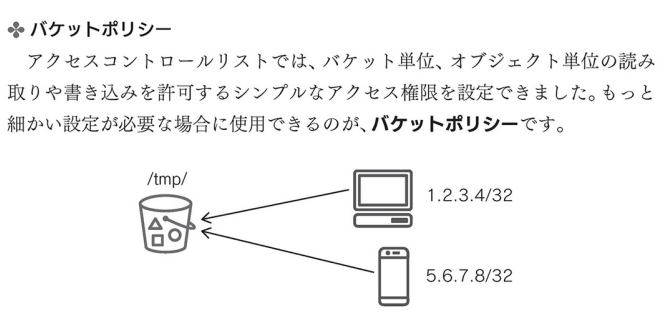 バケットポリシー
アクセスコントロールリストでは、バケット単位、オブジェクト単位の読み
取りや書き込みを許可するシンプルなアクセス権限を設定できました。もっと
細かい設定が必要な場合に使用できるのが、バケットポリシーです。
/tmp/
1.2.3.4/32
5.6.7.8/32